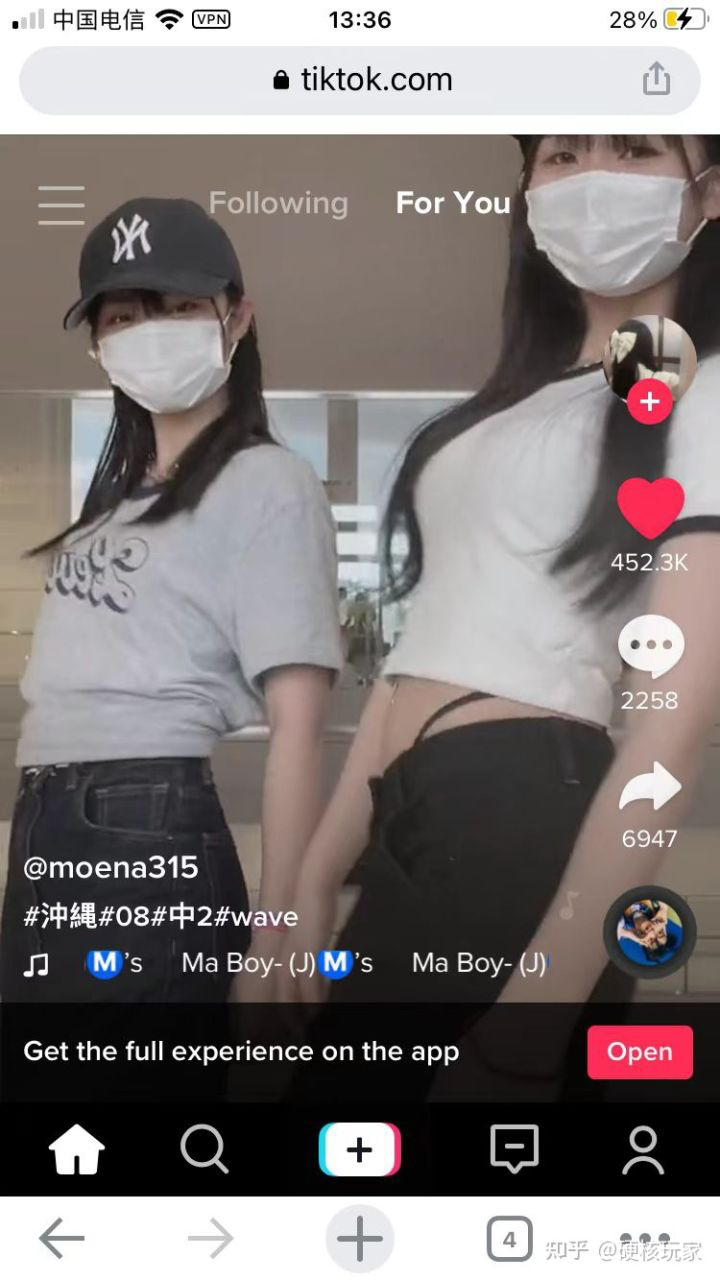 中国电信 VPN 13:36 28%
tiktok.com
Following For You
NY
452.3K
2258
6947
@moena315
#沖縄#08#中2#wave
M's Ma Boy- (J) M's Ma Boy- (J)
Get the full experience on the app Open
4
知乎 @硬核玩家